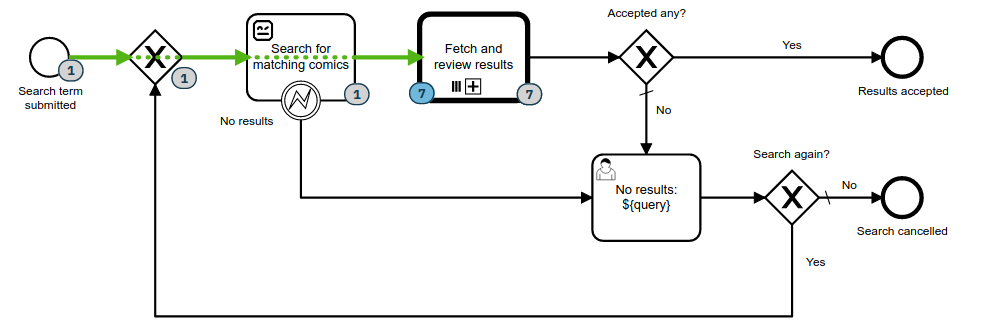 Accepted any?
Search for
matching comics
Fetch and
review results
Yes
1
1
1
7
7
Search term
submitted
Results accepted
No results
No
Search again?
No results:
${query}
No
Search cancelled
Yes